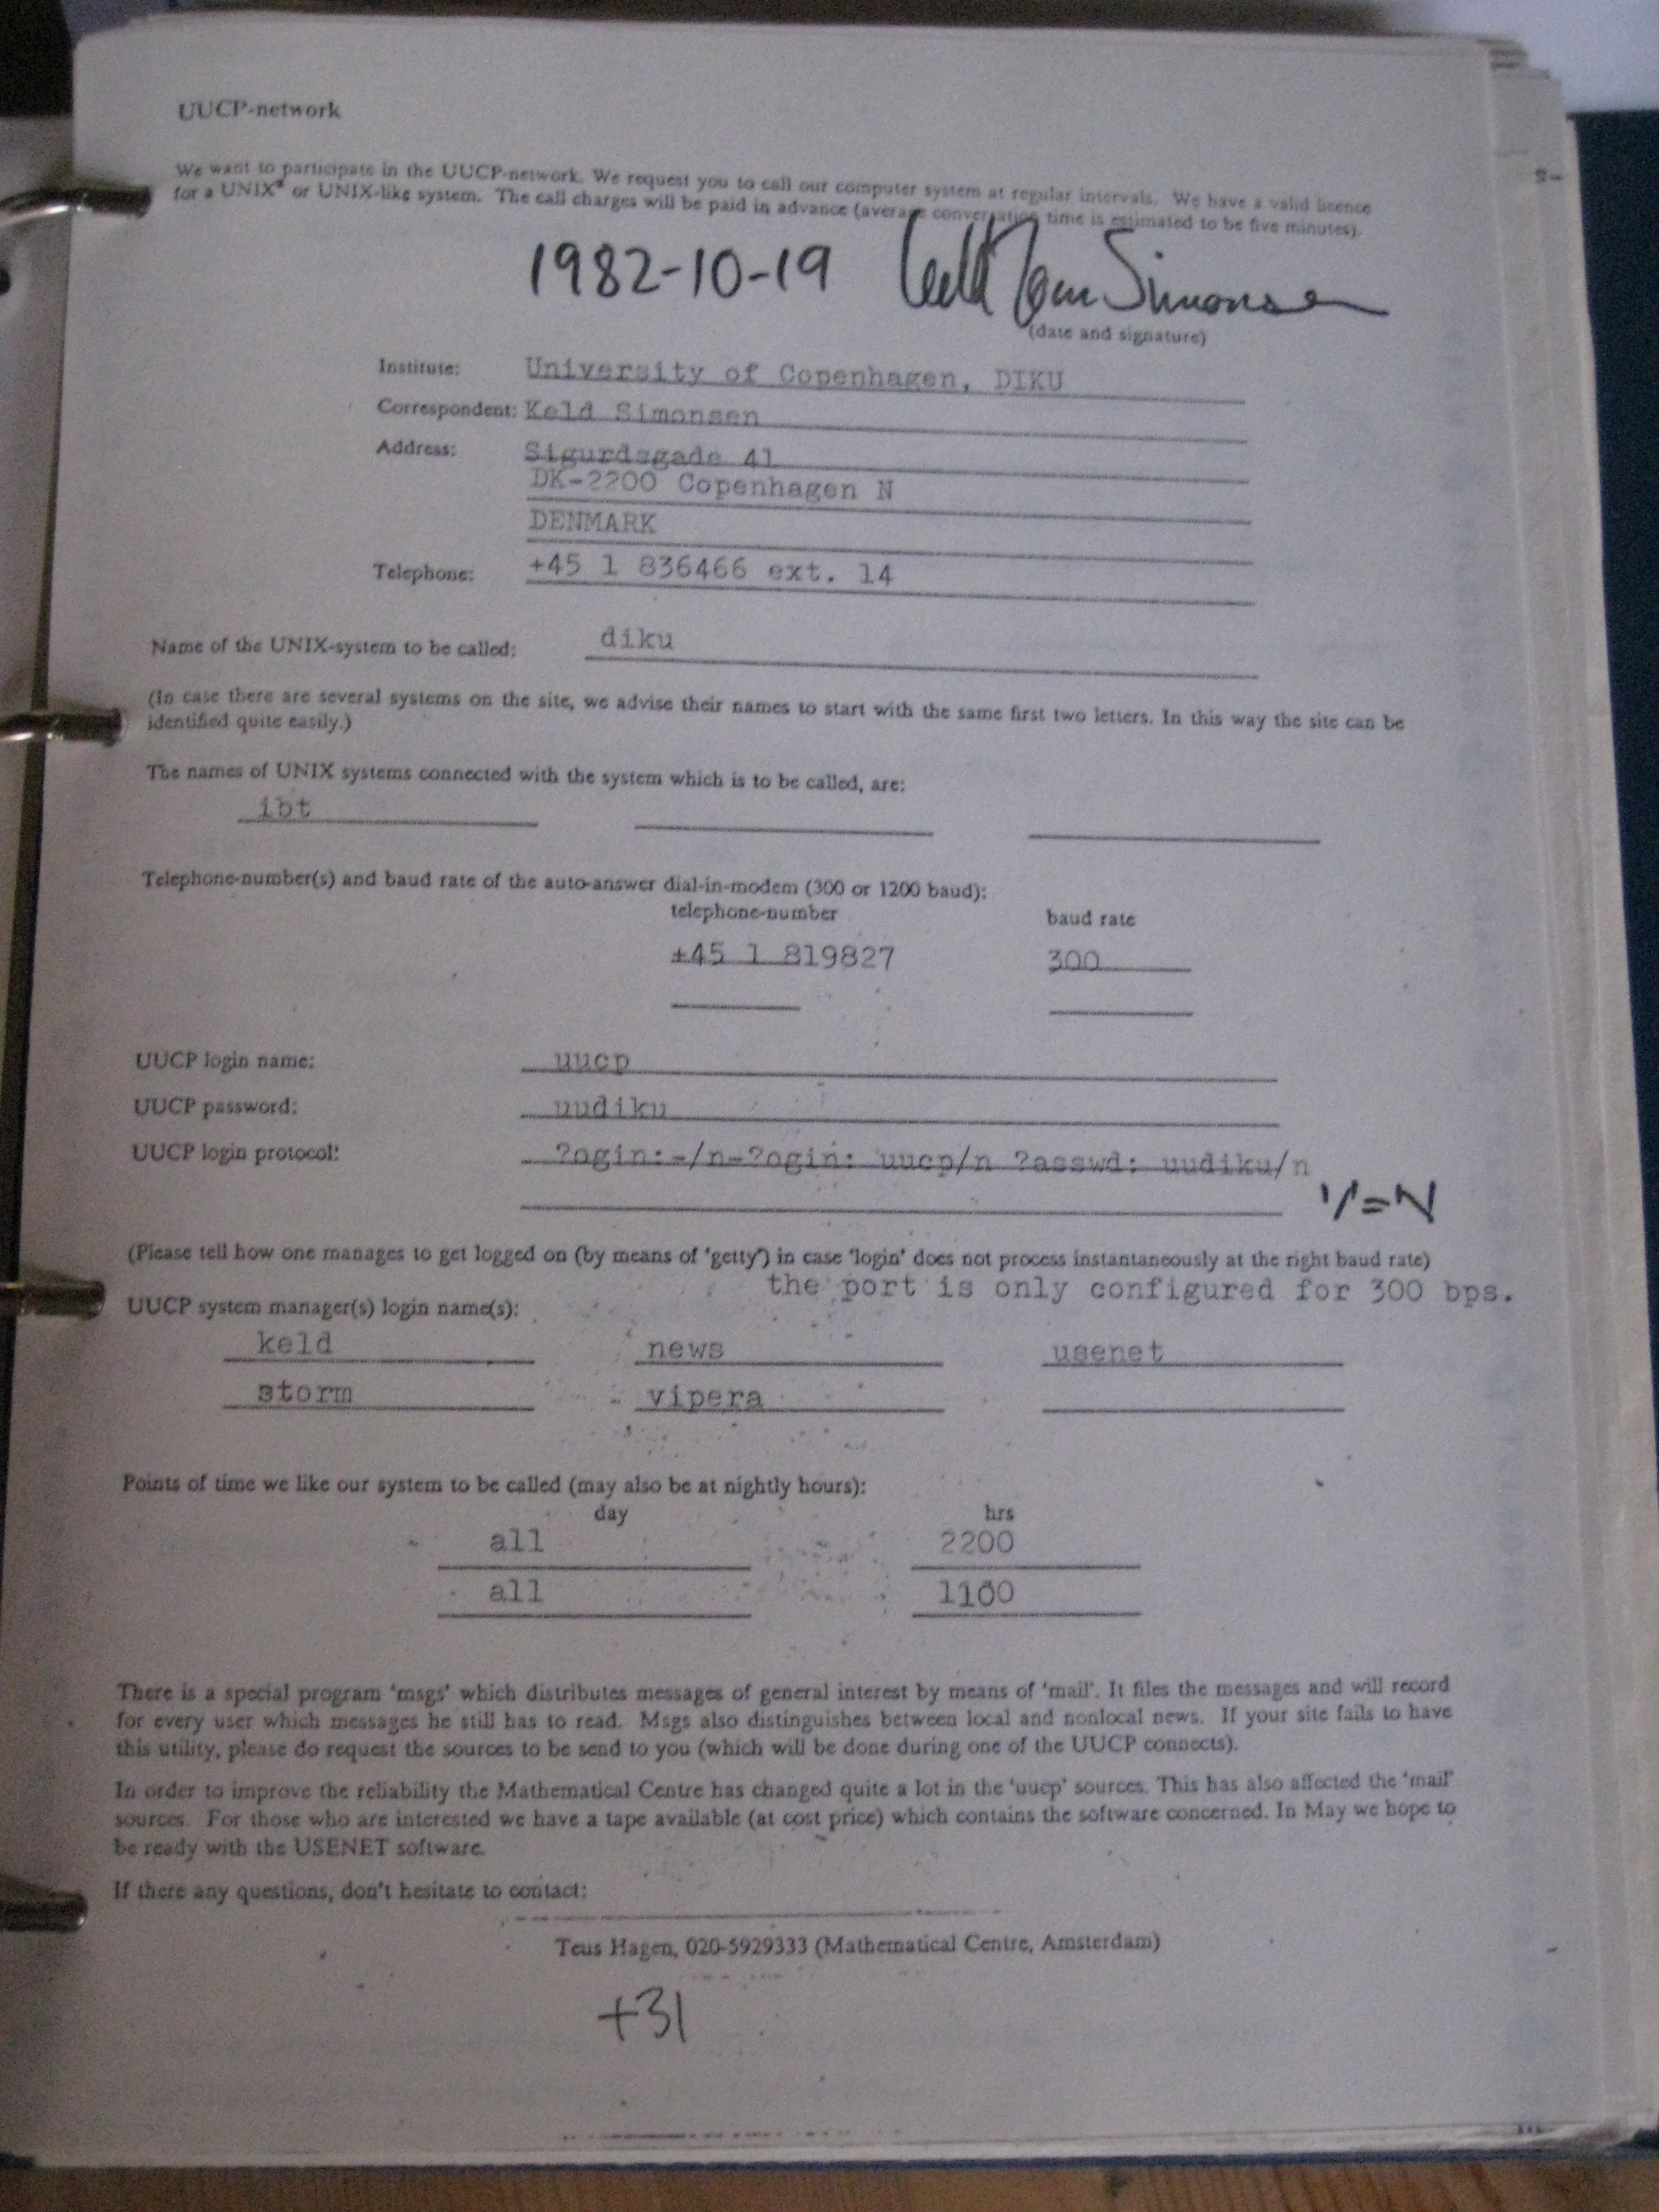 UUCP-network
We want to participate in the UUCP-network. We request you to call our computer system at regular intervals. We have a valid licence
for a UNIX* or UNIX-like system. The call charges will be paid in advance (average conversation time is estimated to be five minutes).
1982-10-19 Keld Jørn Simonsen
(date and signature)
Institute: University of Copenhagen, DIKU
Correspondent: Keld Simonsen
Address: Sigurdsgade 41
DK-2200 Copenhagen N
DENMARK
Telephone: +45 1 836466 ext. 14
Name of the UNIX-system to be called: diku
(In case there are several systems on the site, we advise their names to start with the same first two letters. In this way the site can be
identified quite easily.)
The names of UNIX systems connected with the system which is to be called, are:
ibt
Telephone-number(s) and baud rate of the auto-answer dial-in-modem (300 or 1200 baud):
telephone-number baud rate
+45 1 819827 300
UUCP login name: uucp
UUCP password: uudiku
UUCP login protocol: ?ogin:-/n-?ogin: uucp/n ?asswd: uudiku/n
(Please tell how one manages to get logged on (by means of 'getty') in case 'login' does not process instantaneously at the right baud rate)
the port is only configured for 300 bps.
UUCP system manager(s) login name(s):
keld news usenet
storm vipera
Points of time we like our system to be called (may also be at nightly hours):
day hrs
all 2200
all 1100
There is a special program 'msgs' which distributes messages of general interest by means of 'mail'. It files the messages and will record
for every user which messages he still has to read. Msgs also distinguishes between local and nonlocal news. If your site fails to have
this utility, please do request the sources to be send to you (which will be done during one of the UUCP connects).
In order to improve the reliability the Mathematical Centre has changed quite a lot in the 'uucp' sources. This has also affected the 'mail'
sources. For those who are interested we have a tape available (at cost price) which contains the software concerned. In May we hope to
be ready with the USENET software.
If there any questions, don't hesitate to contact:
Teus Hagen, 020-5929333 (Mathematical Centre, Amsterdam)
+31